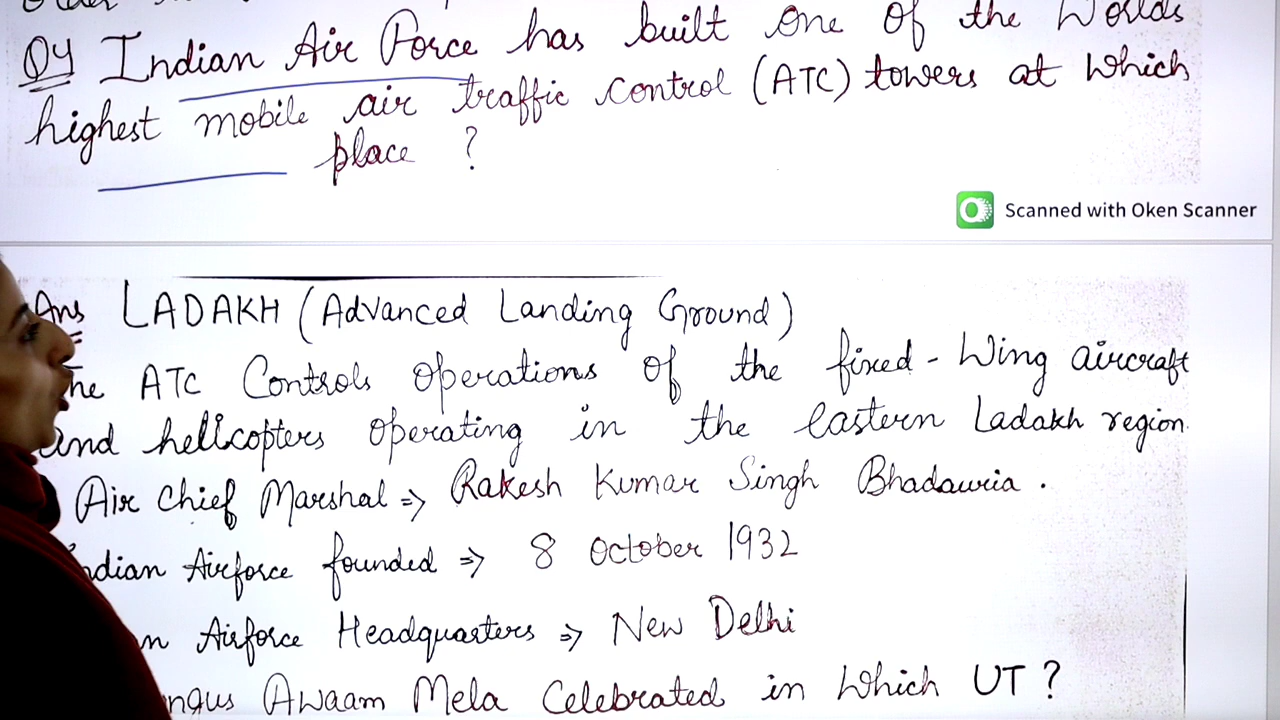 Q4 Indian Air Force has built one of the Worlds
highest mobile air traffic control (ATC) towers at which
place ?
Scanned with Oken Scanner
Ans LADAKH (Advanced Landing Ground)
The ATC Controls operations of the fixed - Wing aircraft
and helicopters operating in the Eastern Ladakh region.
Air Chief Marshal => Rakesh Kumar Singh Bhadauria .
ndian Airforce founded => 8 October 1932
n Airforce Headquarters => New Delhi
ngus Awaam Mela Celebrated in which UT ?